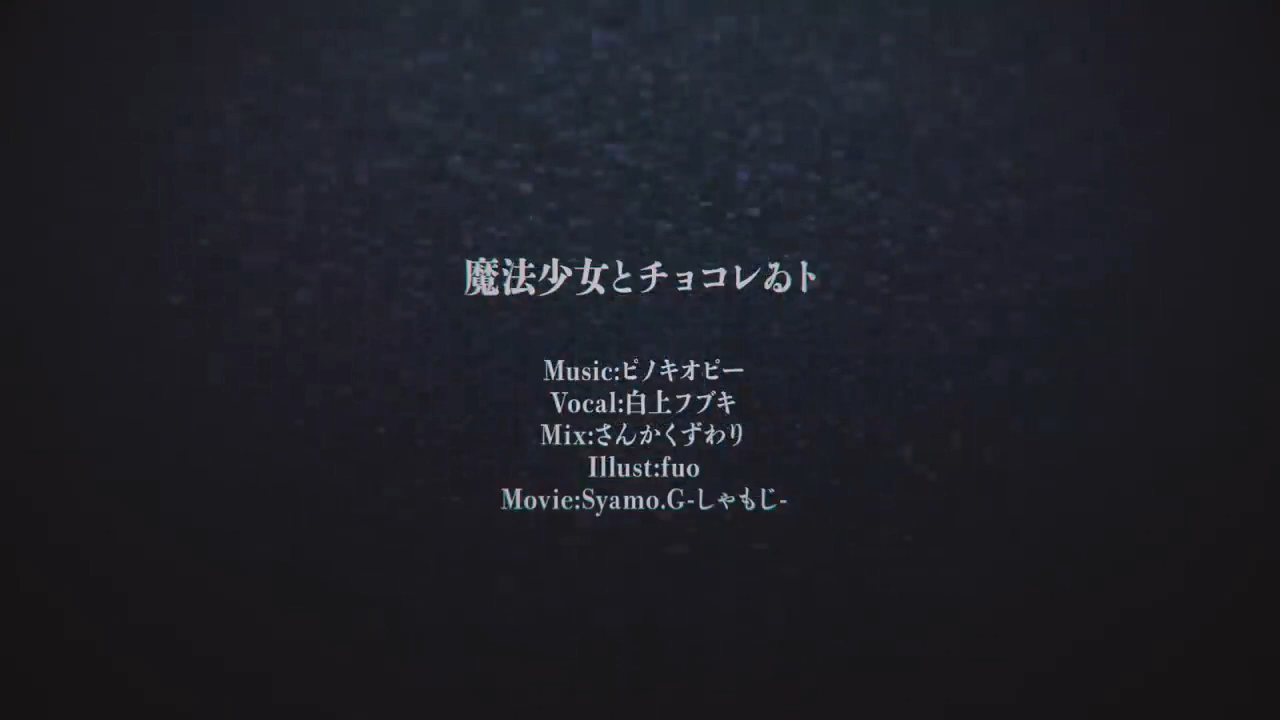 魔法少女とチョコレゐト
Music:ピノキオピー
Vocal:白上フブキ
Mix:さんかくずわり
Illust:fuo
Movie:Syamo.G-しゃもじ-